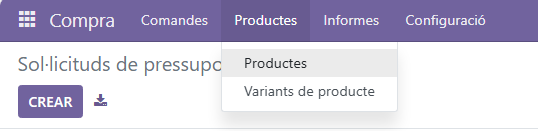 Compra Comandes Productes Informes Configuració
Sol·licituds de pressupo
Productes
CREAR
Variants de producte